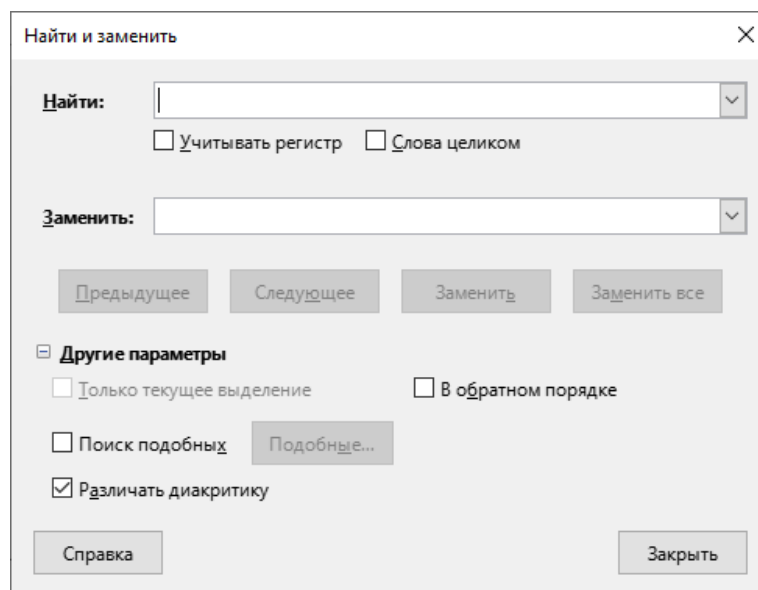 Найти и заменить
Найти:
Учитывать регистр Слова целиком
Заменить:
Предыдущее Следующее Заменить Заменить все
Другие параметры
Только текущее выделение В обратном порядке
Поиск подобных Подобные...
Различать диакритику
Справка Закрыть